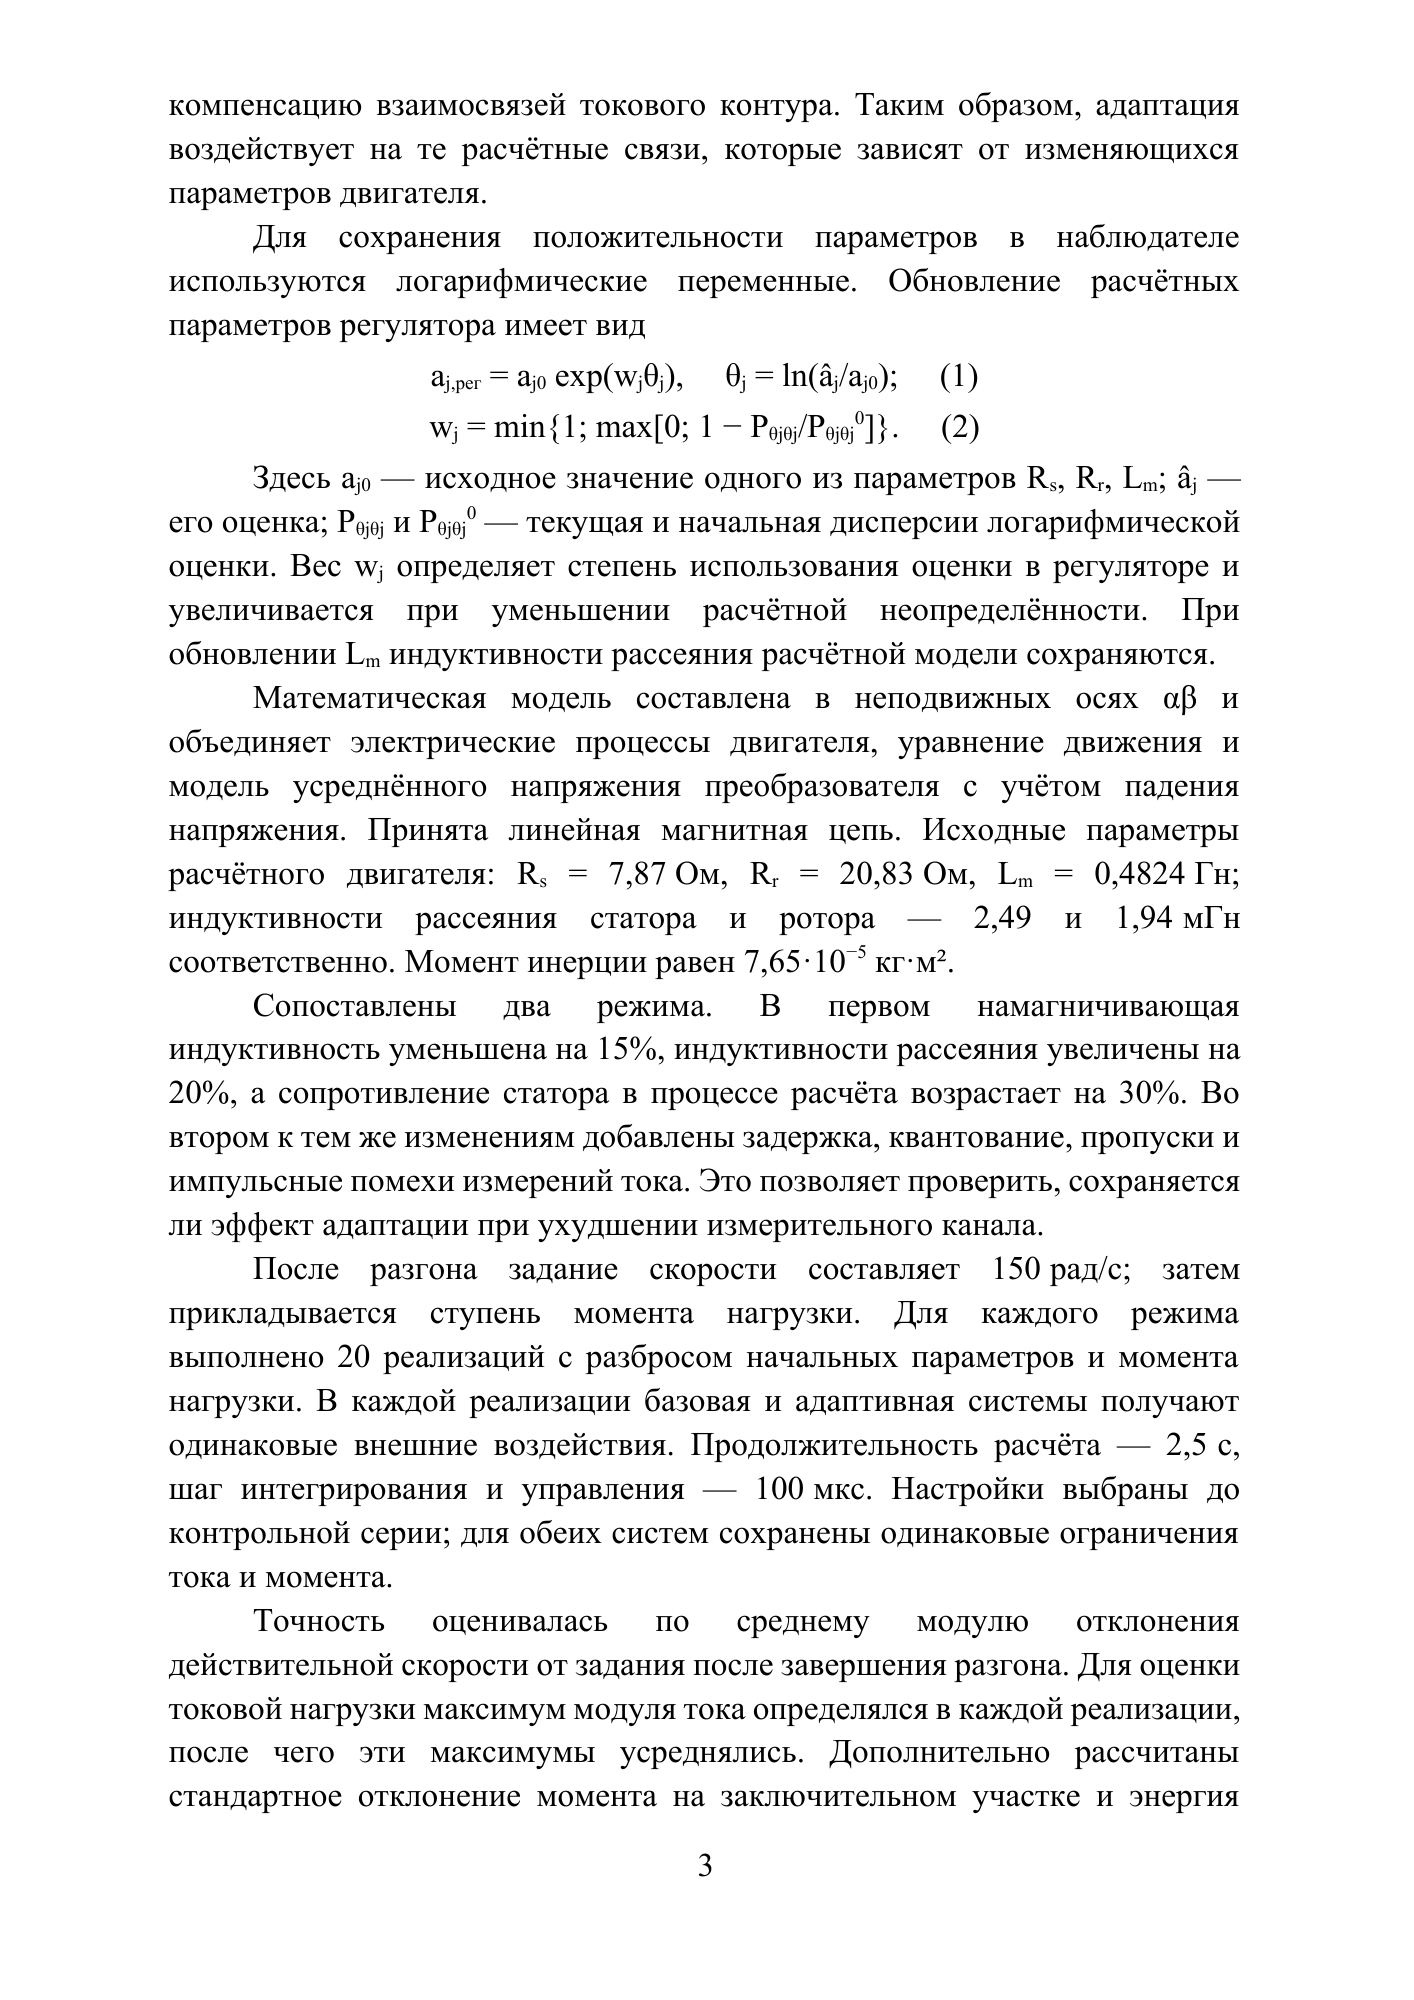 компенсацию взаимосвязей токового контура. Таким образом, адаптация
воздействует на те расчётные связи, которые зависят от изменяющихся
параметров двигателя.
Для сохранения положительности параметров в наблюдателе
используются логарифмические переменные. Обновление расчётных
параметров регулятора имеет вид
aj,рег = aj0 exp(wjθj), θj = ln(âj/aj0); (1)
wj = min{1; max[0; 1 − Pθjθj/Pθjθj⁰]}. (2)
Здесь aj0 — исходное значение одного из параметров Rs, Rr, Lm; âj —
его оценка; Pθjθj и Pθjθj⁰ — текущая и начальная дисперсии логарифмической
оценки. Вес wj определяет степень использования оценки в регуляторе и
увеличивается при уменьшении расчётной неопределённости. При
обновлении Lm индуктивности рассеяния расчётной модели сохраняются.
Математическая модель составлена в неподвижных осях αβ и
объединяет электрические процессы двигателя, уравнение движения и
модель усреднённого напряжения преобразователя с учётом падения
напряжения. Принята линейная магнитная цепь. Исходные параметры
расчётного двигателя: Rs = 7,87 Ом, Rr = 20,83 Ом, Lm = 0,4824 Гн;
индуктивности рассеяния статора и ротора — 2,49 и 1,94 мГн
соответственно. Момент инерции равен 7,65·10⁻⁵ кг·м².
Сопоставлены два режима. В первом намагничивающая
индуктивность уменьшена на 15%, индуктивности рассеяния увеличены на
20%, а сопротивление статора в процессе расчёта возрастает на 30%. Во
втором к тем же изменениям добавлены задержка, квантование, пропуски и
импульсные помехи измерений тока. Это позволяет проверить, сохраняется
ли эффект адаптации при ухудшении измерительного канала.
После разгона задание скорости составляет 150 рад/с; затем
прикладывается ступень момента нагрузки. Для каждого режима
выполнено 20 реализаций с разбросом начальных параметров и момента
нагрузки. В каждой реализации базовая и адаптивная системы получают
одинаковые внешние воздействия. Продолжительность расчёта — 2,5 с,
шаг интегрирования и управления — 100 мкс. Настройки выбраны до
контрольной серии; для обеих систем сохранены одинаковые ограничения
тока и момента.
Точность оценивалась по среднему модулю отклонения
действительной скорости от задания после завершения разгона. Для оценки
токовой нагрузки максимум модуля тока определялся в каждой реализации,
после чего эти максимумы усреднялись. Дополнительно рассчитаны
стандартное отклонение момента на заключительном участке и энергия
3